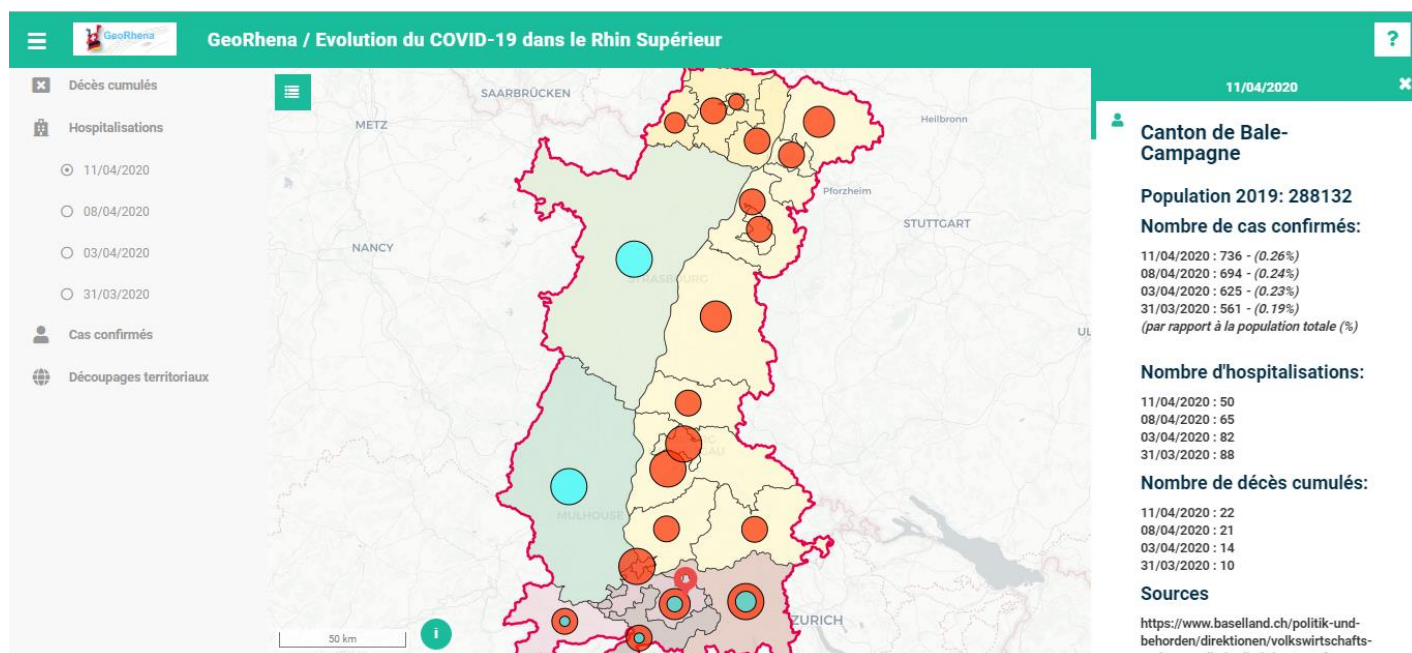 GeoRhena
GeoRhena / Evolution du COVID-19 dans le Rhin Supérieur
?
Décès cumulés
Hospitalisations
11/04/2020
08/04/2020
03/04/2020
31/03/2020
Cas confirmés
Découpages territoriaux
SAARBRÜCKEN
METZ
Heilbronn
Pforzheim
STUTTGART
NANCY
STRASBOURG
MULHOUSE
ZURICH
50 km
i
11/04/2020
Canton de Bale-
Campagne
Population 2019: 288132
Nombre de cas confirmés:
11/04/2020 : 736 - (0.26%)
08/04/2020 : 694 - (0.24%)
03/04/2020 : 625 - (0.23%)
31/03/2020 : 561 - (0.19%)
(par rapport à la population totale (%)
Nombre d'hospitalisations:
11/04/2020 : 50
08/04/2020 : 65
03/04/2020 : 82
31/03/2020 : 88
Nombre de décès cumulés:
11/04/2020 : 22
08/04/2020 : 21
03/04/2020 : 14
31/03/2020 : 10
Sources
https://www.baselland.ch/politik-und-
behorden/direktionen/volkswirtschafts-